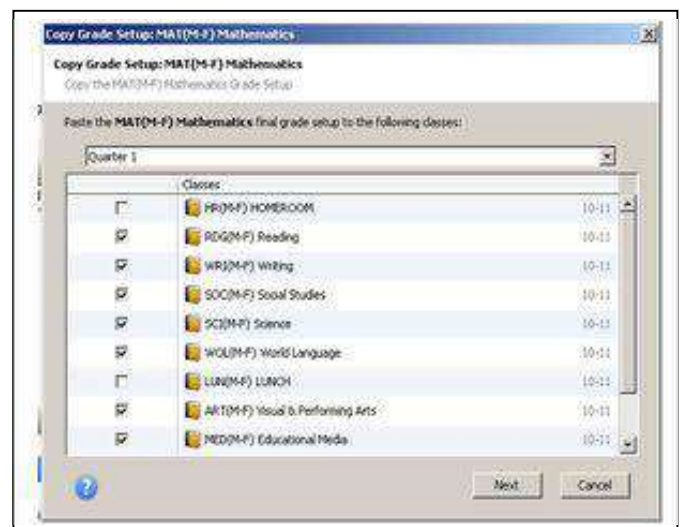 Copy Grade Setup: MAT(M-F) Mathematics
Copy Grade Setup: MAT(M-F) Mathematics
Copy the MAT(M-F) Mathematics Grade Setup
Paste the MAT(M-F) Mathematics final grade setup to the following classes:
Quarter 1
Classes
HR(M-F) HOMEROOM 10-11
RDG(M-F) Reading 10-11
WRI(M-F) Writing 10-11
SOC(M-F) Social Studies 10-11
SCI(M-F) Science 10-11
WOL(M-F) World Language 10-11
LUN(M-F) LUNCH 10-11
ART(M-F) Visual & Performing Arts 10-11
MED(M-F) Educational Media 10-11
Next Cancel